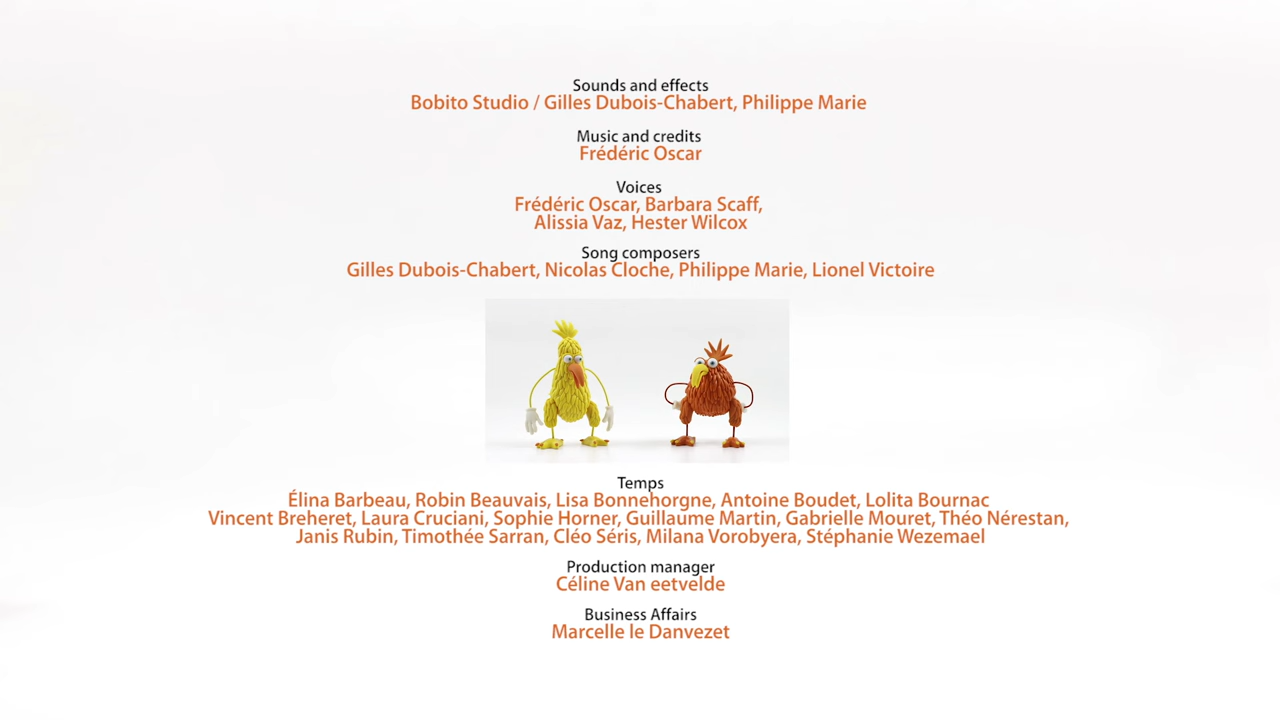 Sounds and effects
Bobito Studio / Gilles Dubois-Chabert, Philippe Marie
Music and credits
Frédéric Oscar
Voices
Frédéric Oscar, Barbara Scaff,
Alissia Vaz, Hester Wilcox
Song composers
Gilles Dubois-Chabert, Nicolas Cloche, Philippe Marie, Lionel Victoire
Temps
Élina Barbeau, Robin Beauvais, Lisa Bonnehorgne, Antoine Boudet, Lolita Bournac
Vincent Breheret, Laura Cruciani, Sophie Horner, Guillaume Martin, Gabrielle Mouret, Théo Nérestan,
Janis Rubin, Timothée Sarran, Cléo Séris, Milana Vorobyera, Stéphanie Wezemael
Production manager
Céline Van eetvelde
Business Affairs
Marcelle le Danvezet